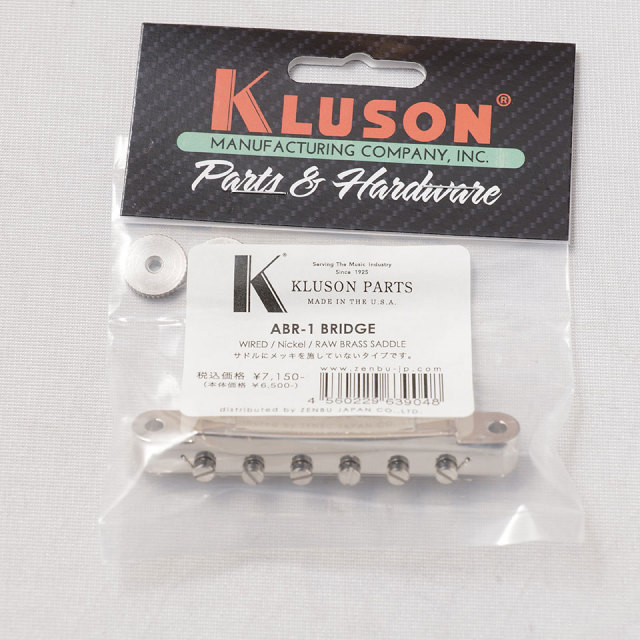 KLUSON®
MANUFACTURING COMPANY, INC.
Parts & Hardware
K®
Serving The Music Industry
Since 1925
KLUSON PARTS
MADE IN THE U.S.A.
ABR-1 BRIDGE
WIRED / Nickel / RAW BRASS SADDLE
サドルにメッキを施していないタイプです。
税込価格 ¥7,150-
(本体価格 ¥6,500-)
www.zenbu-jp.com/
4 560229 639048
distributed by ZENBU JAPAN CO.,LTD.